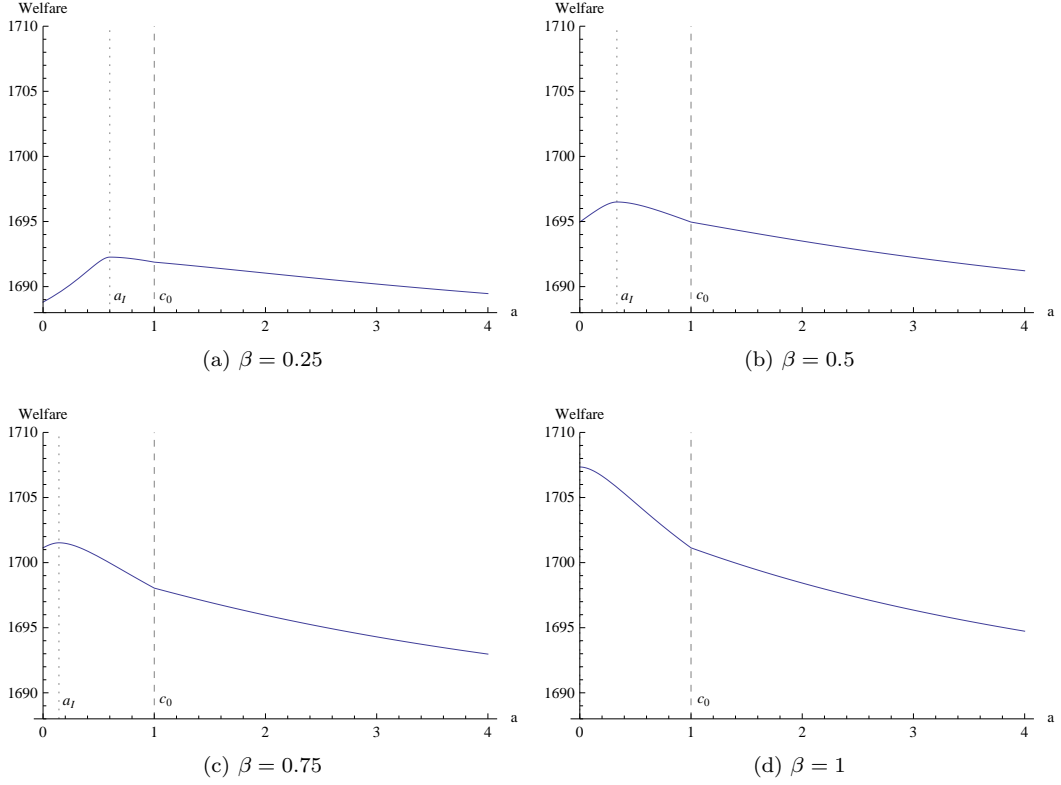 Welfare
1710
1705
1700
1695
1690
a_I
c_0
0 1 2 3 4
a
(a) β = 0.25
Welfare
1710
1705
1700
1695
1690
a_I
c_0
0 1 2 3 4
a
(b) β = 0.5
Welfare
1710
1705
1700
1695
1690
a_I
c_0
0 1 2 3 4
a
(c) β = 0.75
Welfare
1710
1705
1700
1695
1690
c_0
0 1 2 3 4
a
(d) β = 1